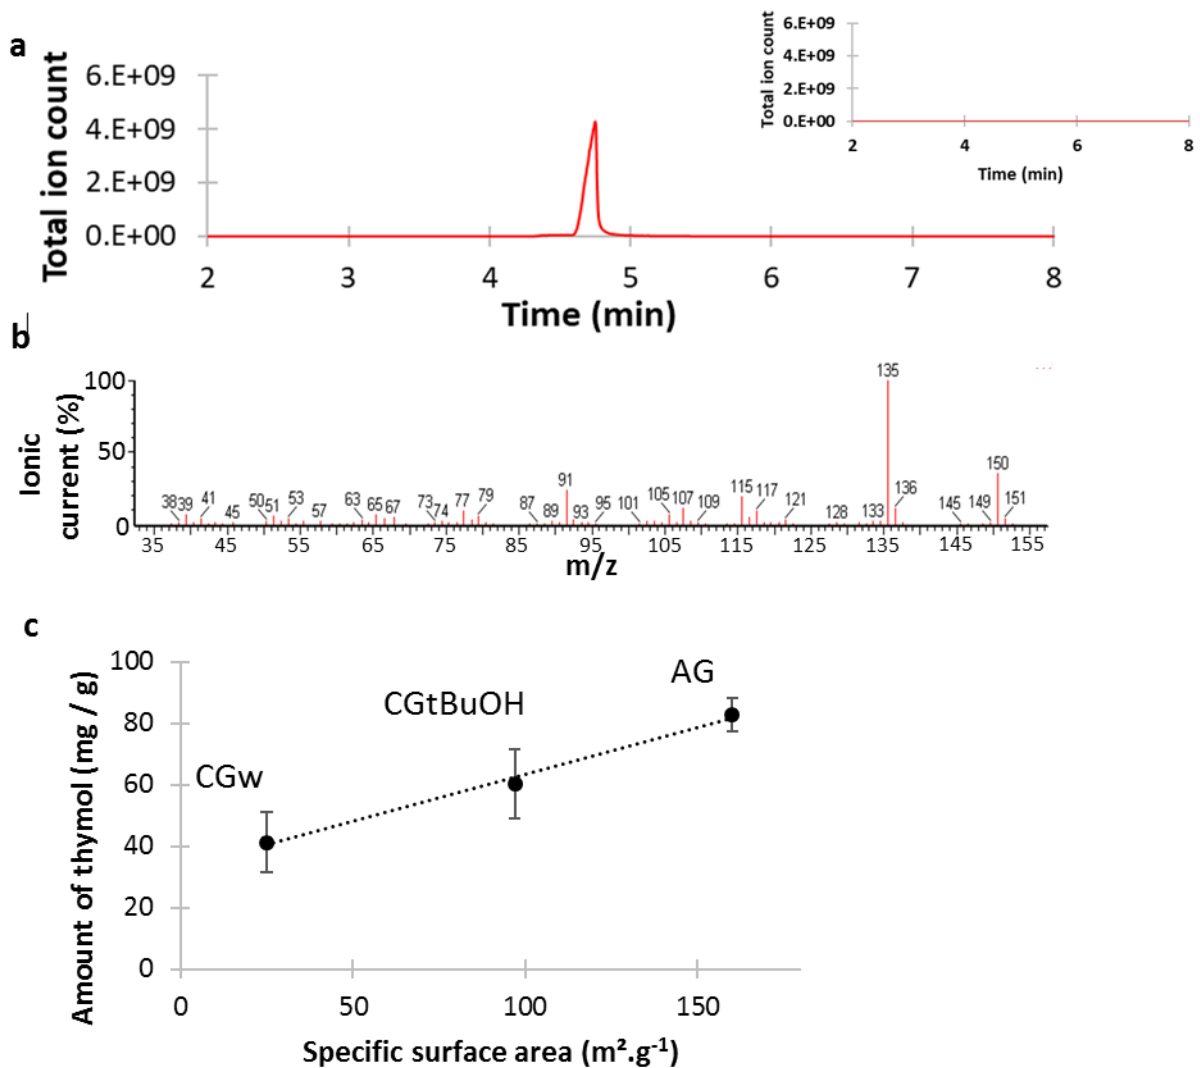 a
Total ion count
6.E+09
4.E+09
2.E+09
0.E+00
2 3 4 5 6 7 8
Time (min)
Total ion count
6.E+09
4.E+09
2.E+09
0.E+00
2 4 6 8
Time (min)
b
Ionic
current (%)
100
50
0
38 39 41 45 50 51 53 57 63 65 67 73 74 77 79 87 89 91 93 95 101 105 107 109 115 117 121 128 133 135 136 145 149 150 151
35 45 55 65 75 85 95 105 115 125 135 145 155
m/z
c
Amount of thymol (mg / g)
100
80
60
40
20
0
CGw
CGtBuOH
AG
0 50 100 150
Specific surface area (m².g⁻¹)